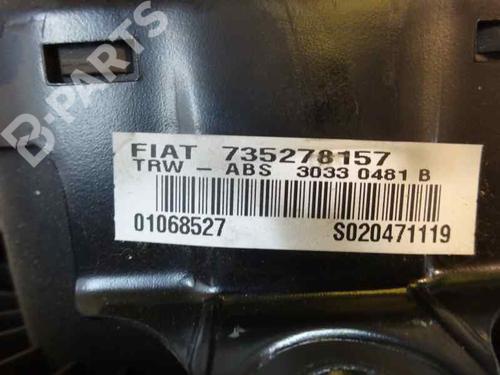 B-PARTS
FIAT 735278157
TRW - ABS 3033 0481 B
01068527 S020471119